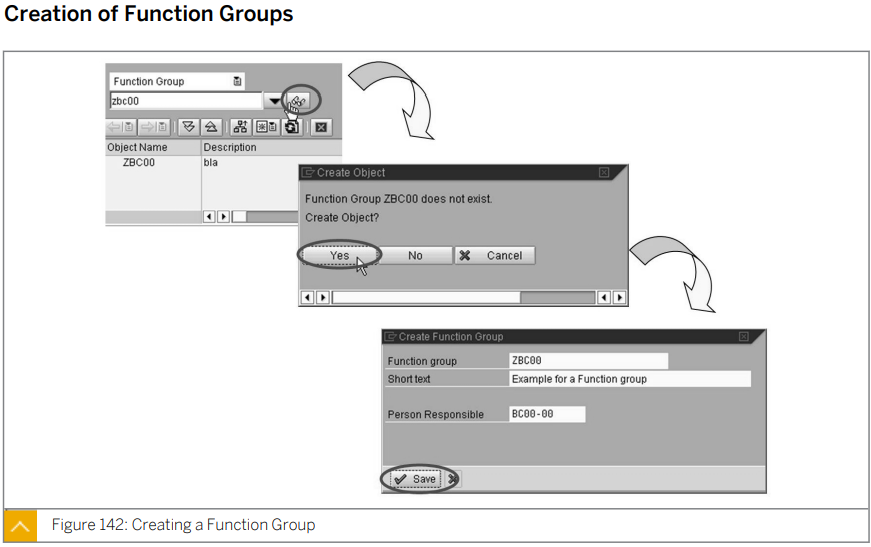 Creation of Function Groups
Function Group
zbc00
Object Name Description
ZBC00 bla
Create Object
Function Group ZBC00 does not exist.
Create Object?
Yes No Cancel
Create Function Group
Function group ZBC00
Short text Example for a Function group
Person Responsible BC00-00
Save
Figure 142: Creating a Function Group